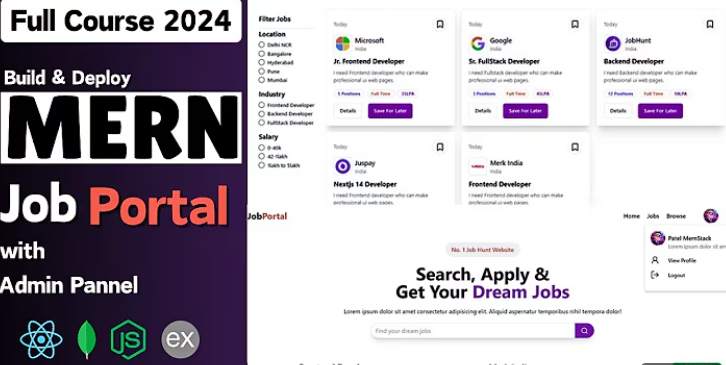 Full Course 2024
Build & Deploy
MERN
Job Portal
with
Admin Pannel
ex
Filter Jobs
Location
Delhi NCR
Bangalore
Hyderabad
Pune
Mumbai
Industry
Frontend Developer
Backend Developer
FullStack Developer
Salary
0-40k
42-1lakh
1lakh to 5lakh
Today
Microsoft
India
Jr. Frontend Developer
I need Frontend developer who can make professional ui web pages.
5 Positions Full Time 25LPA
Details Save For Later
Today
Google
India
Sr. FullStack Developer
I need Fullstack developer who can make professional ui web pages.
2 Positions Full Time 45LPA
Details Save For Later
Today
JobHunt
India
Backend Developer
I need Backend developer who can make professional ui web pages.
12 Positions Full Time 10LPA
Details Save For Later
Today
Juspay
India
Nextjs 14 Developer
I need Frontend developer who can make professional ui web pages.
Today
Merk India
India
Frontend Developer
I need Frontend developer who can make professional ui web pages.
JobPortal
Home Jobs Browse
Patel MernStack
Lorem ipsum dolor sit am
View Profile
Logout
No. 1 Job Hunt Website
Search, Apply &
Get Your Dream Jobs
Lorem ipsum dolor sit amet consectetur adipisicing elit. Aliquid aspernatur temporibus nihil tempora dolor!
Find your dream jobs